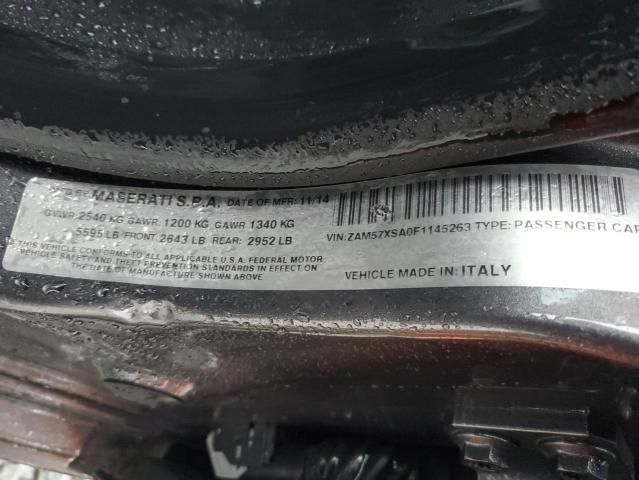 MFD BY MASERATI S.P.A. DATE OF MFR: 11/14
GVWR: 2540 KG GAWR: 1200 KG GAWR: 1340 KG
5595 LB FRONT 2643 LB REAR: 2952 LB
THIS VEHICLE CONFORMS TO ALL APPLICABLE U.S.A. FEDERAL MOTOR
VEHICLE SAFETY AND THEFT PREVENTION STANDARDS IN EFFECT ON
THE DATE OF MANUFACTURE SHOWN ABOVE.
VIN: ZAM57XSA0F1145263 TYPE: PASSENGER CAR
VEHICLE MADE IN: ITALY